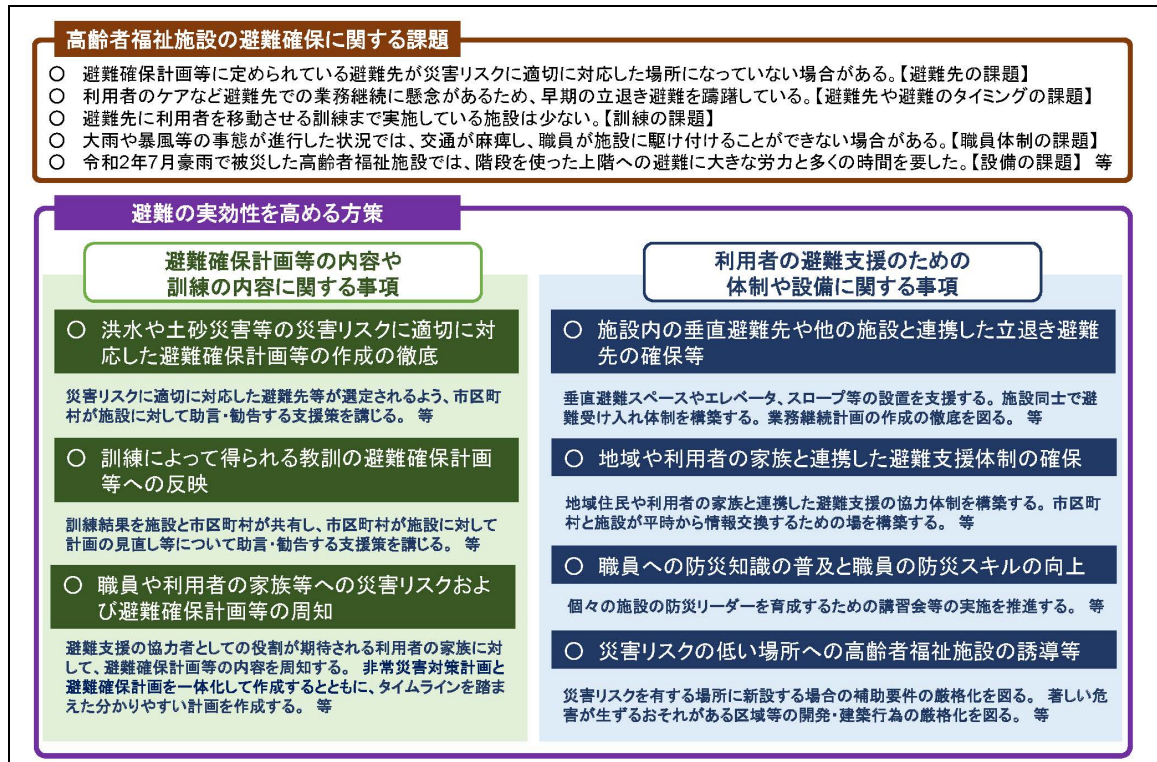 高齢者福祉施設の避難確保に関する課題
○ 避難確保計画等に定められている避難先が災害リスクに適切に対応した場所になっていない場合がある。【避難先の課題】
○ 利用者のケアなど避難先での業務継続に懸念があるため、早期の立退き避難を躊躇している。【避難先や避難のタイミングの課題】
○ 避難先に利用者を移動させる訓練まで実施している施設は少ない。【訓練の課題】
○ 大雨や暴風等の事態が進行した状況では、交通が麻痺し、職員が施設に駆け付けることができない場合がある。【職員体制の課題】
○ 令和2年7月豪雨で被災した高齢者福祉施設では、階段を使った上階への避難に大きな労力と多くの時間を要した。【設備の課題】 等
避難の実効性を高める方策
避難確保計画等の内容や
訓練の内容に関する事項
○ 洪水や土砂災害等の災害リスクに適切に対
応した避難確保計画等の作成の徹底
災害リスクに適切に対応した避難先等が選定されるよう、市区町
村が施設に対して助言・勧告する支援策を講じる。 等
○ 訓練によって得られる教訓の避難確保計画
等への反映
訓練結果を施設と市区町村が共有し、市区町村が施設に対して
計画の見直し等について助言・勧告する支援策を講じる。 等
○ 職員や利用者の家族等への災害リスクおよ
び避難確保計画等の周知
避難支援の協力者としての役割が期待される利用者の家族に対
して、避難確保計画等の内容を周知する。 非常災害対策計画と
避難確保計画を一体化して作成するとともに、タイムラインを踏ま
えた分かりやすい計画を作成する。 等
利用者の避難支援のための
体制や設備に関する事項
○ 施設内の垂直避難先や他の施設と連携した立退き避難
先の確保等
垂直避難スペースやエレベータ、スロープ等の設置を支援する。施設同士で避
難受け入れ体制を構築する。業務継続計画の作成の徹底を図る。 等
○ 地域や利用者の家族と連携した避難支援体制の確保
地域住民や利用者の家族と連携した避難支援の協力体制を構築する。市区町
村と施設が平時から情報交換するための場を構築する。 等
○ 職員への防災知識の普及と職員の防災スキルの向上
個々の施設の防災リーダーを育成するための講習会等の実施を推進する。 等
○ 災害リスクの低い場所への高齢者福祉施設の誘導等
災害リスクを有する場所に新設する場合の補助要件の厳格化を図る。 著しい危
害が生ずるおそれがある区域等の開発・建築行為の厳格化を図る。 等